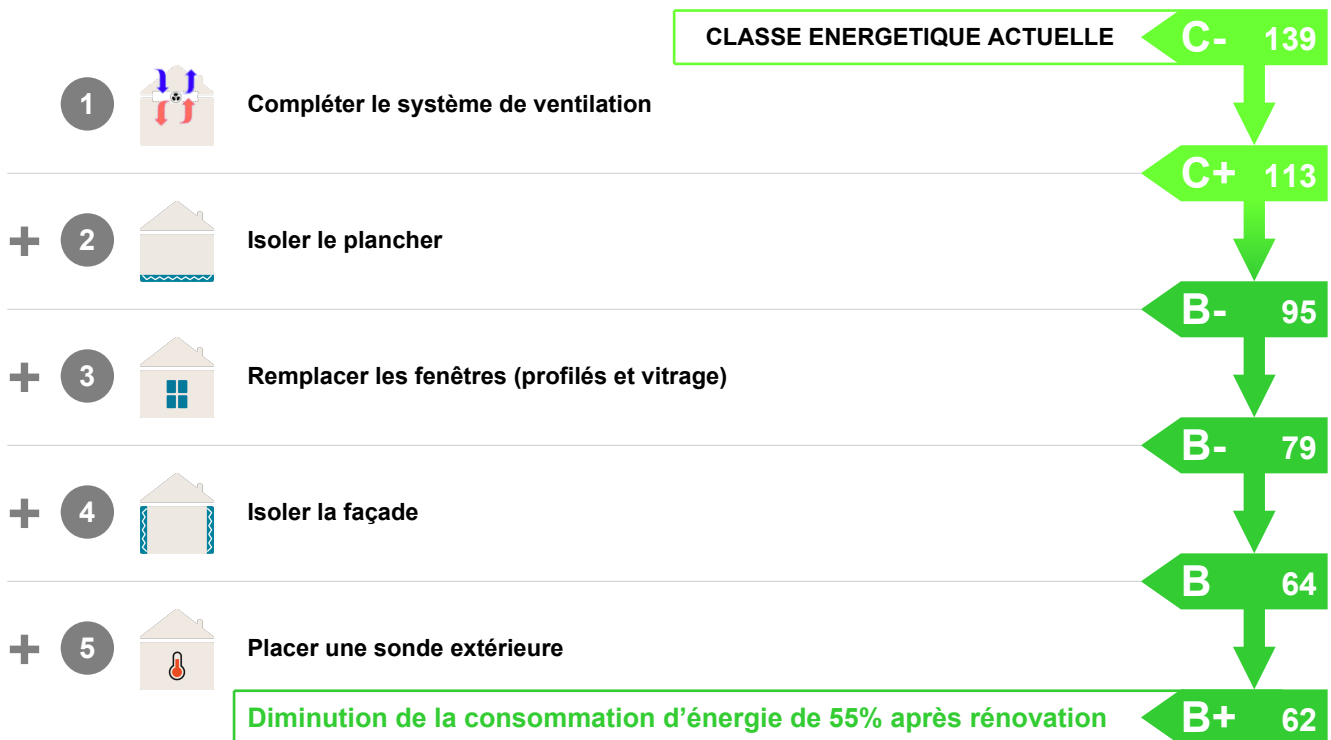 CLASSE ENERGETIQUE ACTUELLE C- 139
1 Compléter le système de ventilation
C+ 113
+ 2 Isoler le plancher
B- 95
+ 3 Remplacer les fenêtres (profilés et vitrage)
B- 79
+ 4 Isoler la façade
B 64
+ 5 Placer une sonde extérieure
Diminution de la consommation d’énergie de 55% après rénovation B+ 62